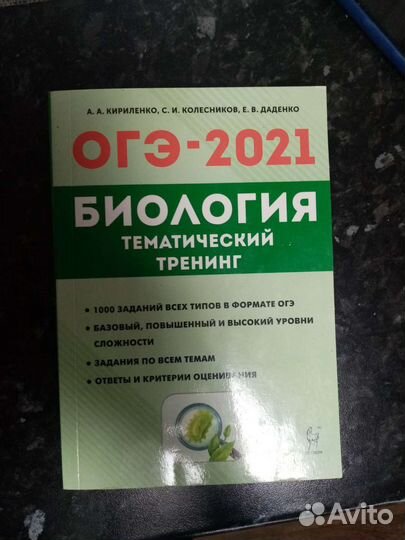 А. А. КИРИЛЕНКО, С. И. КОЛЕСНИКОВ, Е. В. ДАДЕНКО
ОГЭ-2021
БИОЛОГИЯ
ТЕМАТИЧЕСКИЙ
ТРЕНИНГ
• 1000 ЗАДАНИЙ ВСЕХ ТИПОВ В ФОРМАТЕ ОГЭ
• БАЗОВЫЙ, ПОВЫШЕННЫЙ И ВЫСОКИЙ УРОВНИ
СЛОЖНОСТИ
• ЗАДАНИЯ ПО ВСЕМ ТЕМАМ
• ОТВЕТЫ И КРИТЕРИИ ОЦЕНИВАНИЯ
Avito